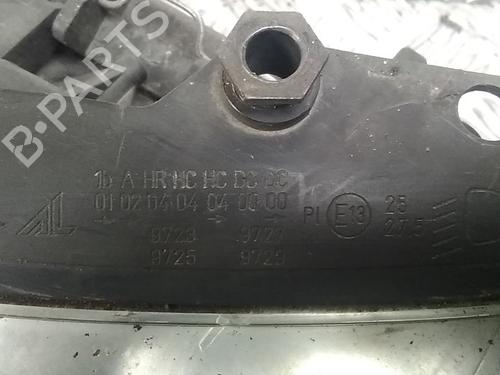 B-PARTS
1b A HR HC HC DC DC
01 02 04 04 04 00 00
PI E13 25
27.5
AL
9723 9727
9725 9729